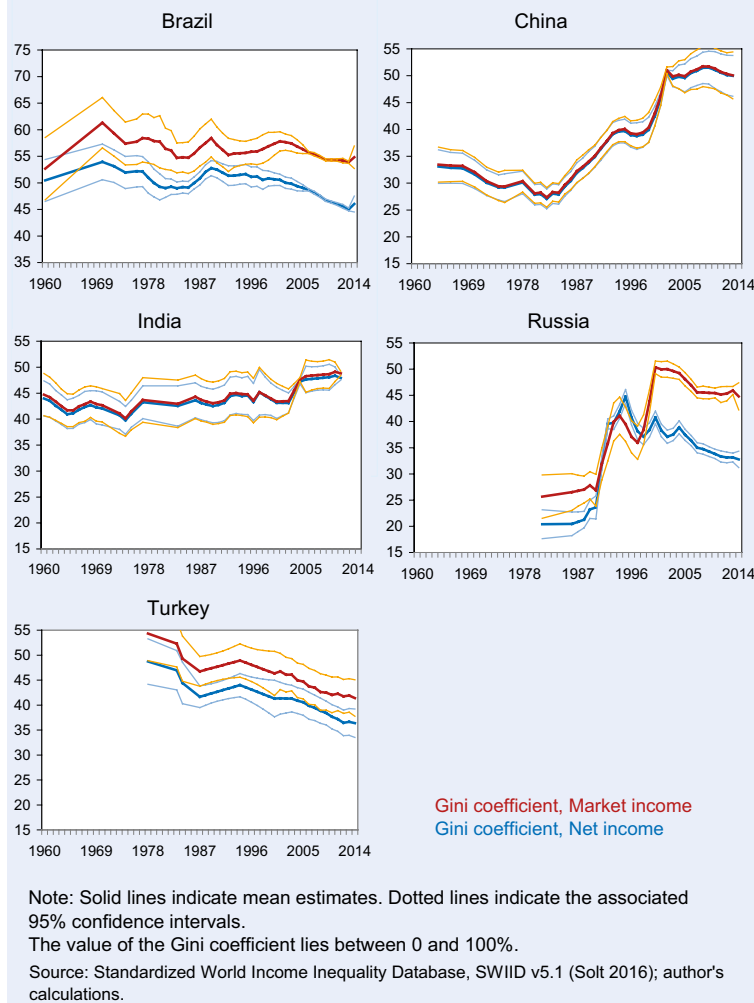 Brazil
75
70
65
60
55
50
45
40
35
1960 1969 1978 1987 1996 2005 2014
China
55
50
45
40
35
30
25
20
15
1960 1969 1978 1987 1996 2005 2014
India
55
50
45
40
35
30
25
20
15
1960 1969 1978 1987 1996 2005 2014
Russia
55
50
45
40
35
30
25
20
15
1960 1969 1978 1987 1996 2005 2014
Turkey
55
50
45
40
35
30
25
20
15
1960 1969 1978 1987 1996 2005 2014
Gini coefficient, Market income
Gini coefficient, Net income
Note: Solid lines indicate mean estimates. Dotted lines indicate the associated
95% confidence intervals.
The value of the Gini coefficient lies between 0 and 100%.
Source: Standardized World Income Inequality Database, SWIID v5.1 (Solt 2016); author's
calculations.